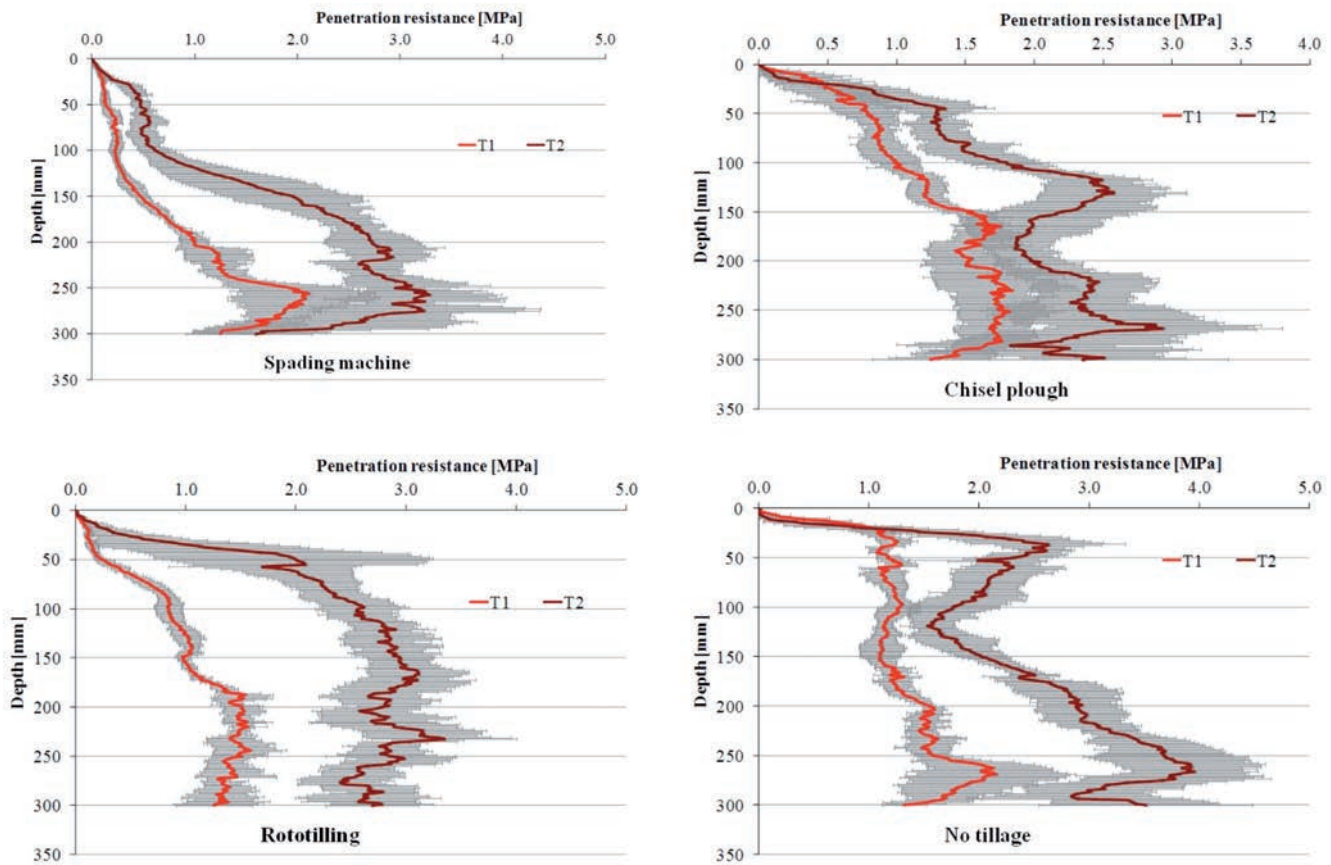 Penetration resistance [MPa]
0.0 1.0 2.0 3.0 4.0 5.0
0
50
100
150
200
250
300
350
Depth [mm]
T1 T2
Spading machine
Penetration resistance [MPa]
0.0 0.5 1.0 1.5 2.0 2.5 3.0 3.5 4.0
0
50
100
150
200
250
300
350
Depth [mm]
T1 T2
Chisel plough
Penetration resistance [MPa]
0.0 1.0 2.0 3.0 4.0 5.0
0
50
100
150
200
250
300
350
Depth [mm]
T1 T2
Rototilling
Penetration resistance [MPa]
0.0 1.0 2.0 3.0 4.0 5.0
0
50
100
150
200
250
300
350
Depth [mm]
T1 T2
No tillage